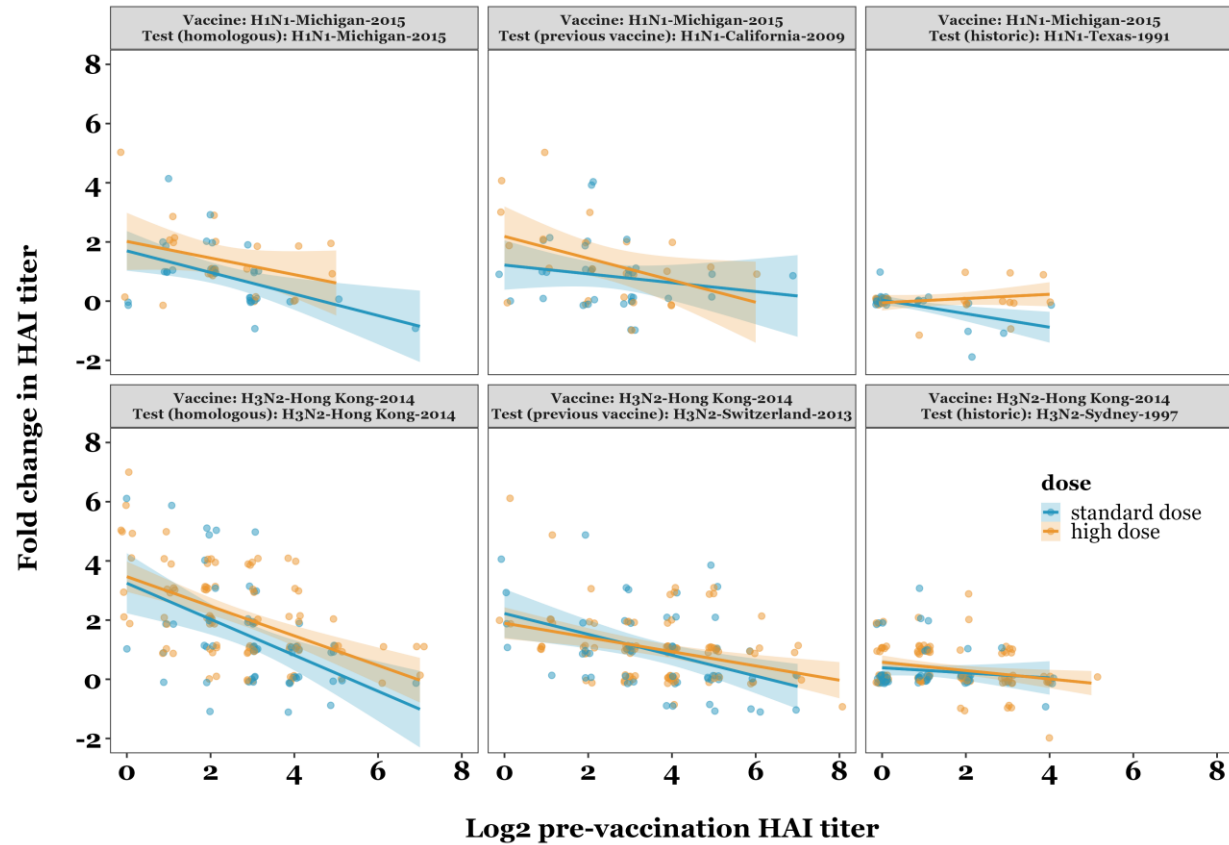 Vaccine: H1N1-Michigan-2015
Test (homologous): H1N1-Michigan-2015
Vaccine: H1N1-Michigan-2015
Test (previous vaccine): H1N1-California-2009
Vaccine: H1N1-Michigan-2015
Test (historic): H1N1-Texas-1991
8
6
4
2
0
-2
Vaccine: H3N2-Hong Kong-2014
Test (homologous): H3N2-Hong Kong-2014
Vaccine: H3N2-Hong Kong-2014
Test (previous vaccine): H3N2-Switzerland-2013
Vaccine: H3N2-Hong Kong-2014
Test (historic): H3N2-Sydney-1997
8
6
4
2
0
-2
dose
standard dose
high dose
0 2 4 6 8
0 2 4 6 8
0 2 4 6 8
Fold change in HAI titer
Log2 pre-vaccination HAI titer